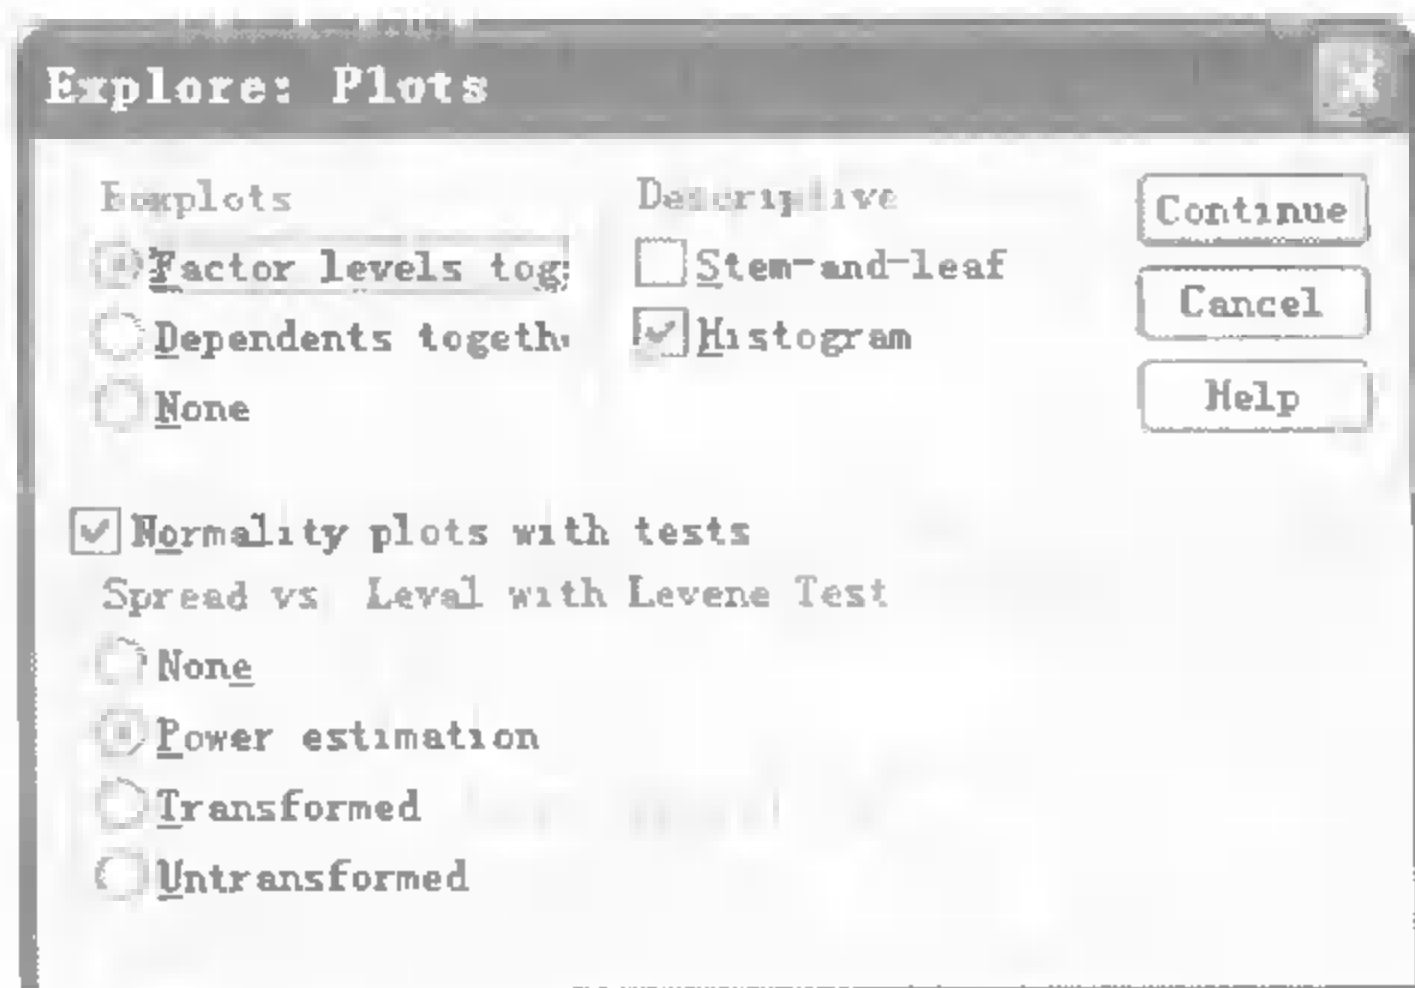 Explore: Plots
Boxplots
Factor levels tog
Dependents togeth
None
Descriptive
Stem-and-leaf
Histogram
Continue
Cancel
Help
Normality plots with tests
Spread vs. Level with Levene Test
None
Power estimation
Transformed
Untransformed